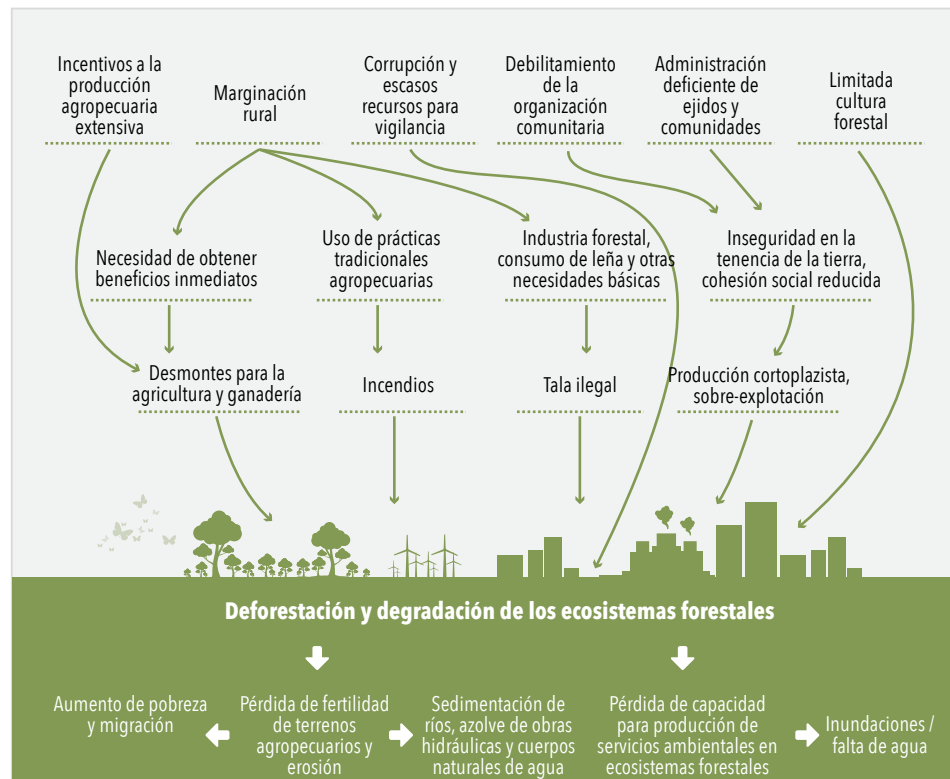 Incentivos a la
producción
agropecuaria
extensiva
Marginación
rural
Corrupción y
escasos
recursos para
vigilancia
Debilitamiento
de la
organización
comunitaria
Administración
deficiente de
ejidos y
comunidades
Limitada
cultura
forestal
Necesidad de obtener
beneficios inmediatos
Uso de prácticas
tradicionales
agropecuarias
Industria forestal,
consumo de leña y otras
necesidades básicas
Inseguridad en la
tenencia de la tierra,
cohesión social reducida
Desmontes para la
agricultura y ganadería
Incendios
Tala ilegal
Producción cortoplazista,
sobre-explotación
Deforestación y degradación de los ecosistemas forestales
Aumento de pobreza
y migración
Pérdida de fertilidad
de terrenos
agropecuarios y
erosión
Sedimentación de
ríos, azolve de obras
hidráulicas y cuerpos
naturales de agua
Pérdida de capacidad
para producción de
servicios ambientales en
ecosistemas forestales
Inundaciones /
falta de agua